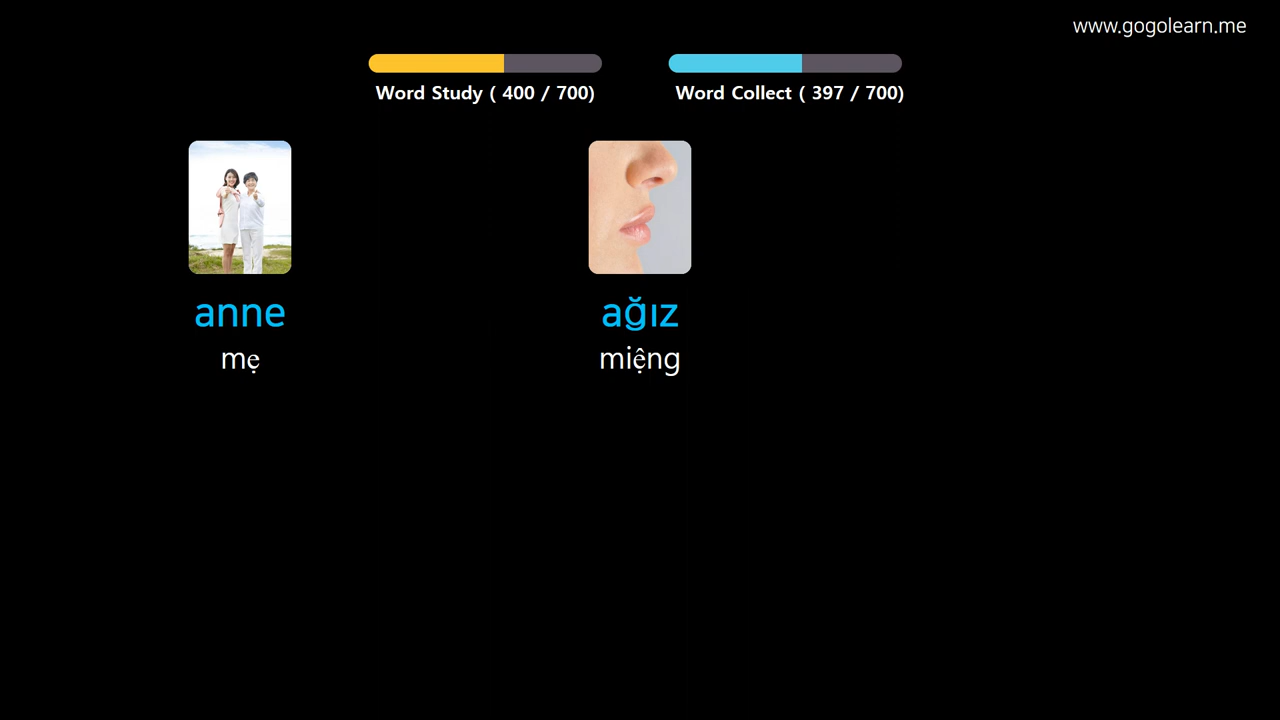 www.gogolearn.me
Word Study ( 400 / 700)
Word Collect ( 397 / 700)
anne
mẹ
ağız
miệng